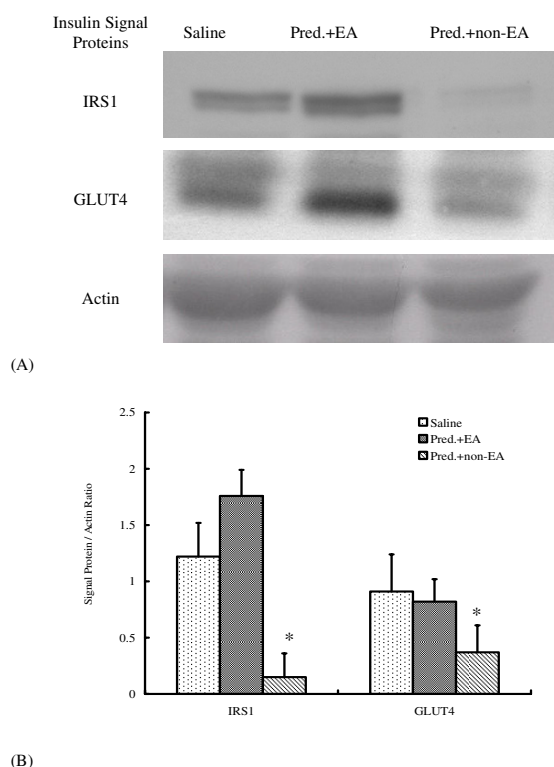 Insulin Signal
Proteins
Saline
Pred.+EA
Pred.+non-EA
IRS1
GLUT4
Actin
(A)
2.5
2
1.5
1
0.5
0
Signal Protein / Actin Ratio
Saline
Pred.+EA
Pred.+non-EA
*
*
IRS1
GLUT4
(B)